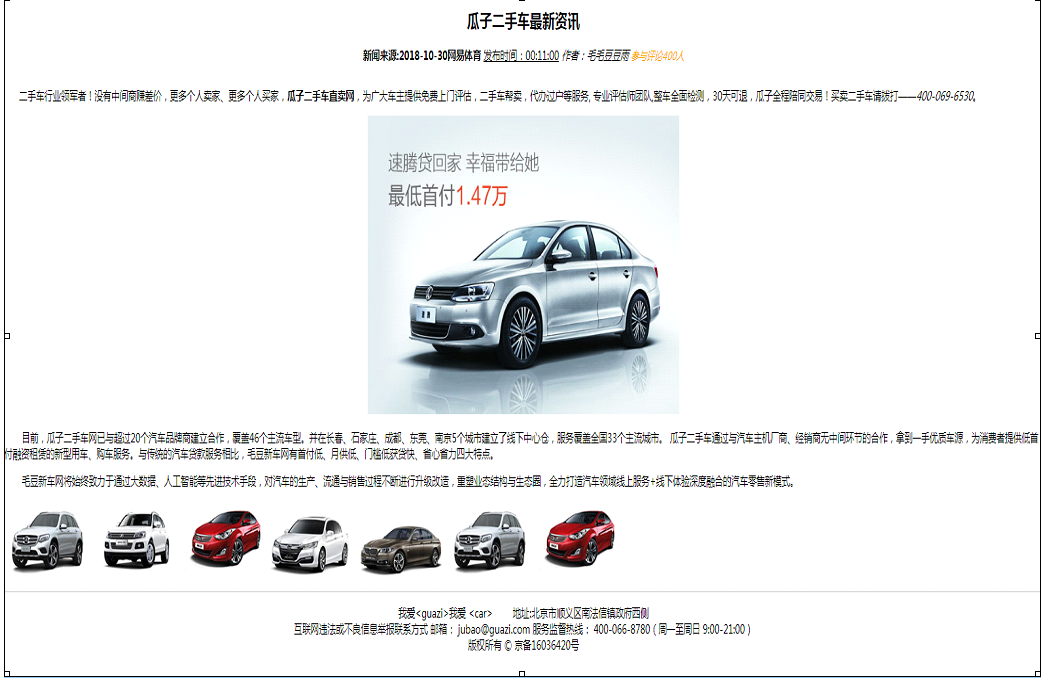 瓜子二手车最新资讯
新闻来源:2018-10-30网易体育 发布时间：00:11:00 作者：毛毛豆豆雨 参与评论400人
二手车行业领军者！没有中间商赚差价，更多个人卖家、更多个人买家，瓜子二手车直卖网，为广大车主提供免费上门评估，二手车帮卖，代办过户等服务, 专业评估师团队,整车全面检测，30天可退，瓜子全程陪同交易！买卖二手车请拨打——400-069-6530。
速腾贷回家 幸福带给她
最低首付1.47万
目前，瓜子二手车网已与超过20个汽车品牌商建立合作，覆盖46个主流车型。并在长春、石家庄、成都、东莞、南京5个城市建立了线下中心仓，服务覆盖全国33个主流城市。 瓜子二手车通过与汽车主机厂商、经销商无中间环节的合作，拿到一手优质车源，为消费者提供低首
付融资租赁的新型用车、购车服务。与传统的汽车贷款服务相比，毛豆新车网有首付低、月供低、门槛低获贷快、省心省力四大特点。
毛豆新车网将始终致力于通过大数据、人工智能等先进技术手段，对汽车的生产、流通与销售过程不断进行升级改造，重塑业态结构与生态圈，全力打造汽车领域线上服务+线下体验深度融合的汽车零售新模式。
我爱<guazi>我爱 <car> 地址:北京市顺义区南法信镇政府西侧
互联网违法或不良信息举报联系方式 邮箱： jubao@guazi.com 服务监督热线： 400-066-8780 ( 周一至周日 9:00-21:00 )
版权所有 © 京备16036420号